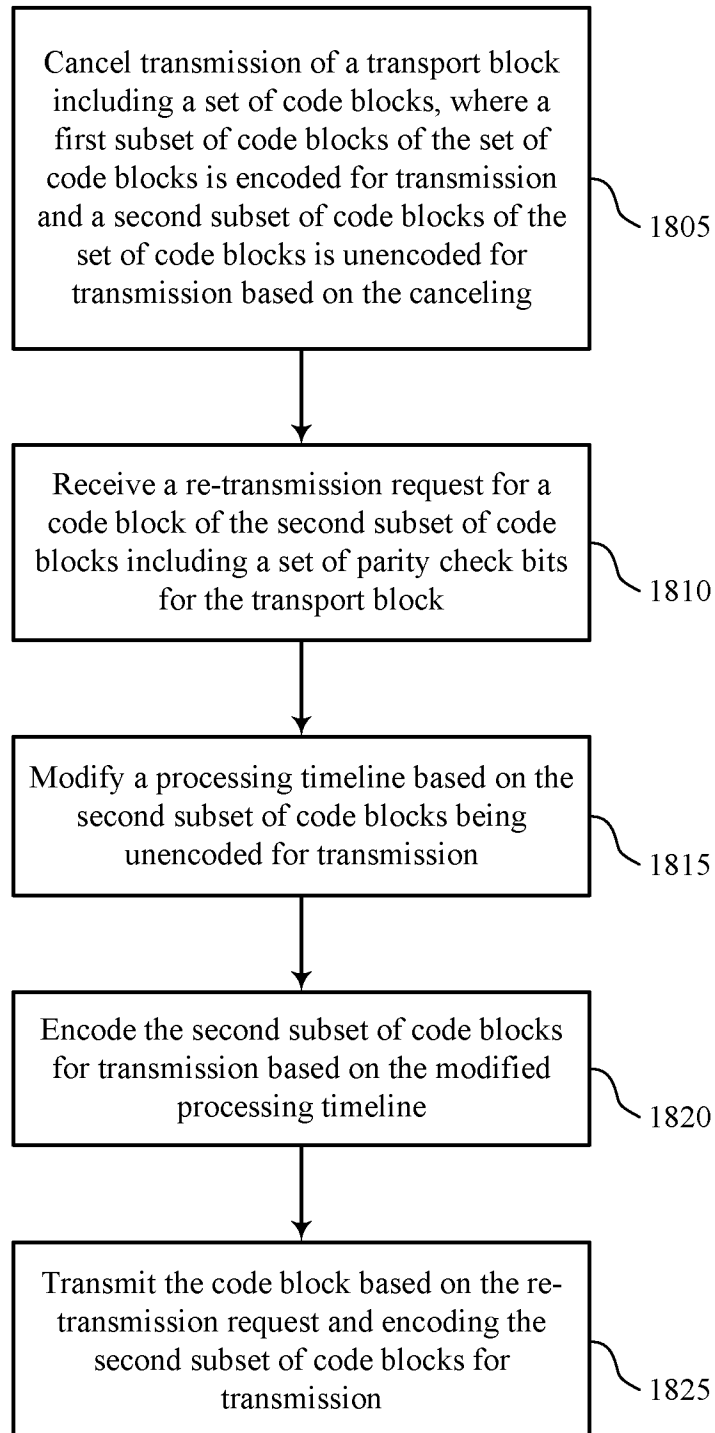 Cancel transmission of a transport block
including a set of code blocks, where a
first subset of code blocks of the set of
code blocks is encoded for transmission
and a second subset of code blocks of the
set of code blocks is unencoded for
transmission based on the canceling
1805
Receive a re-transmission request for a
code block of the second subset of code
blocks including a set of parity check bits
for the transport block
1810
Modify a processing timeline based on the
second subset of code blocks being
unencoded for transmission
1815
Encode the second subset of code blocks
for transmission based on the modified
processing timeline
1820
Transmit the code block based on the re-
transmission request and encoding the
second subset of code blocks for
transmission
1825